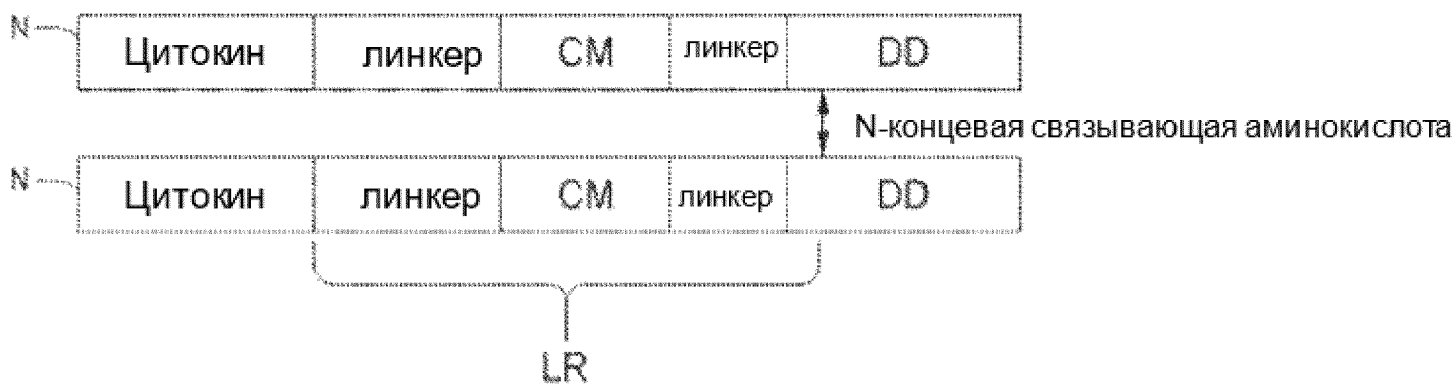 N Цитокин линкер CM линкер DD
N-концевая связывающая аминокислота
N Цитокин линкер CM линкер DD
LR